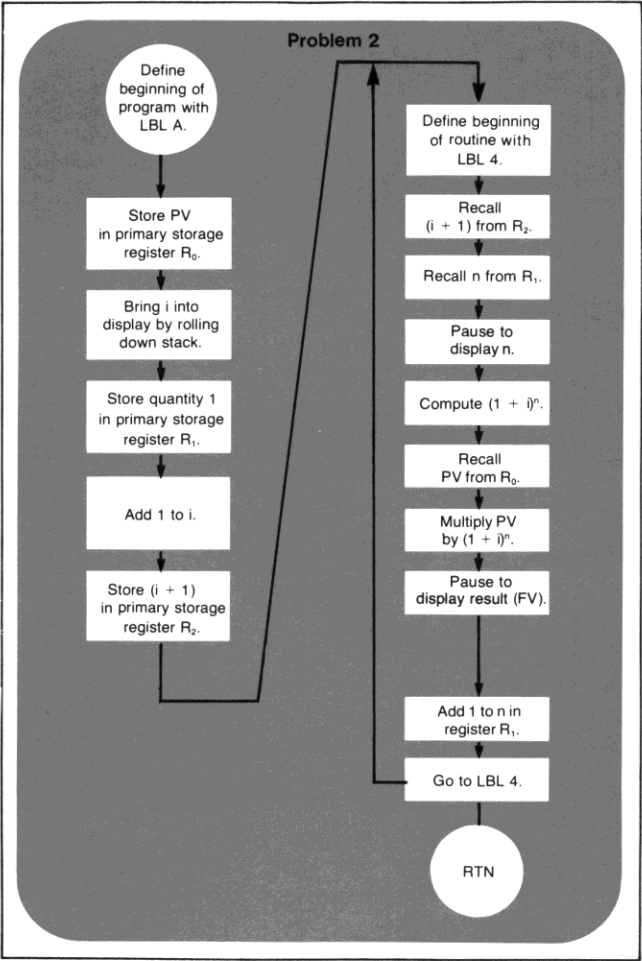 Problem 2
Define
beginning of
program with
LBL A.
Store PV
in primary storage
register R₀.
Bring i into
display by rolling
down stack.
Store quantity 1
in primary storage
register R₁.
Add 1 to i.
Store (i + 1)
in primary storage
register R₂.
Define beginning
of routine with
LBL 4.
Recall
(i + 1) from R₂.
Recall n from R₁.
Pause to
display n.
Compute (1 + i)ⁿ.
Recall
PV from R₀.
Multiply PV
by (1 + i)ⁿ.
Pause to
display result (FV).
Add 1 to n in
register R₁.
Go to LBL 4.
RTN